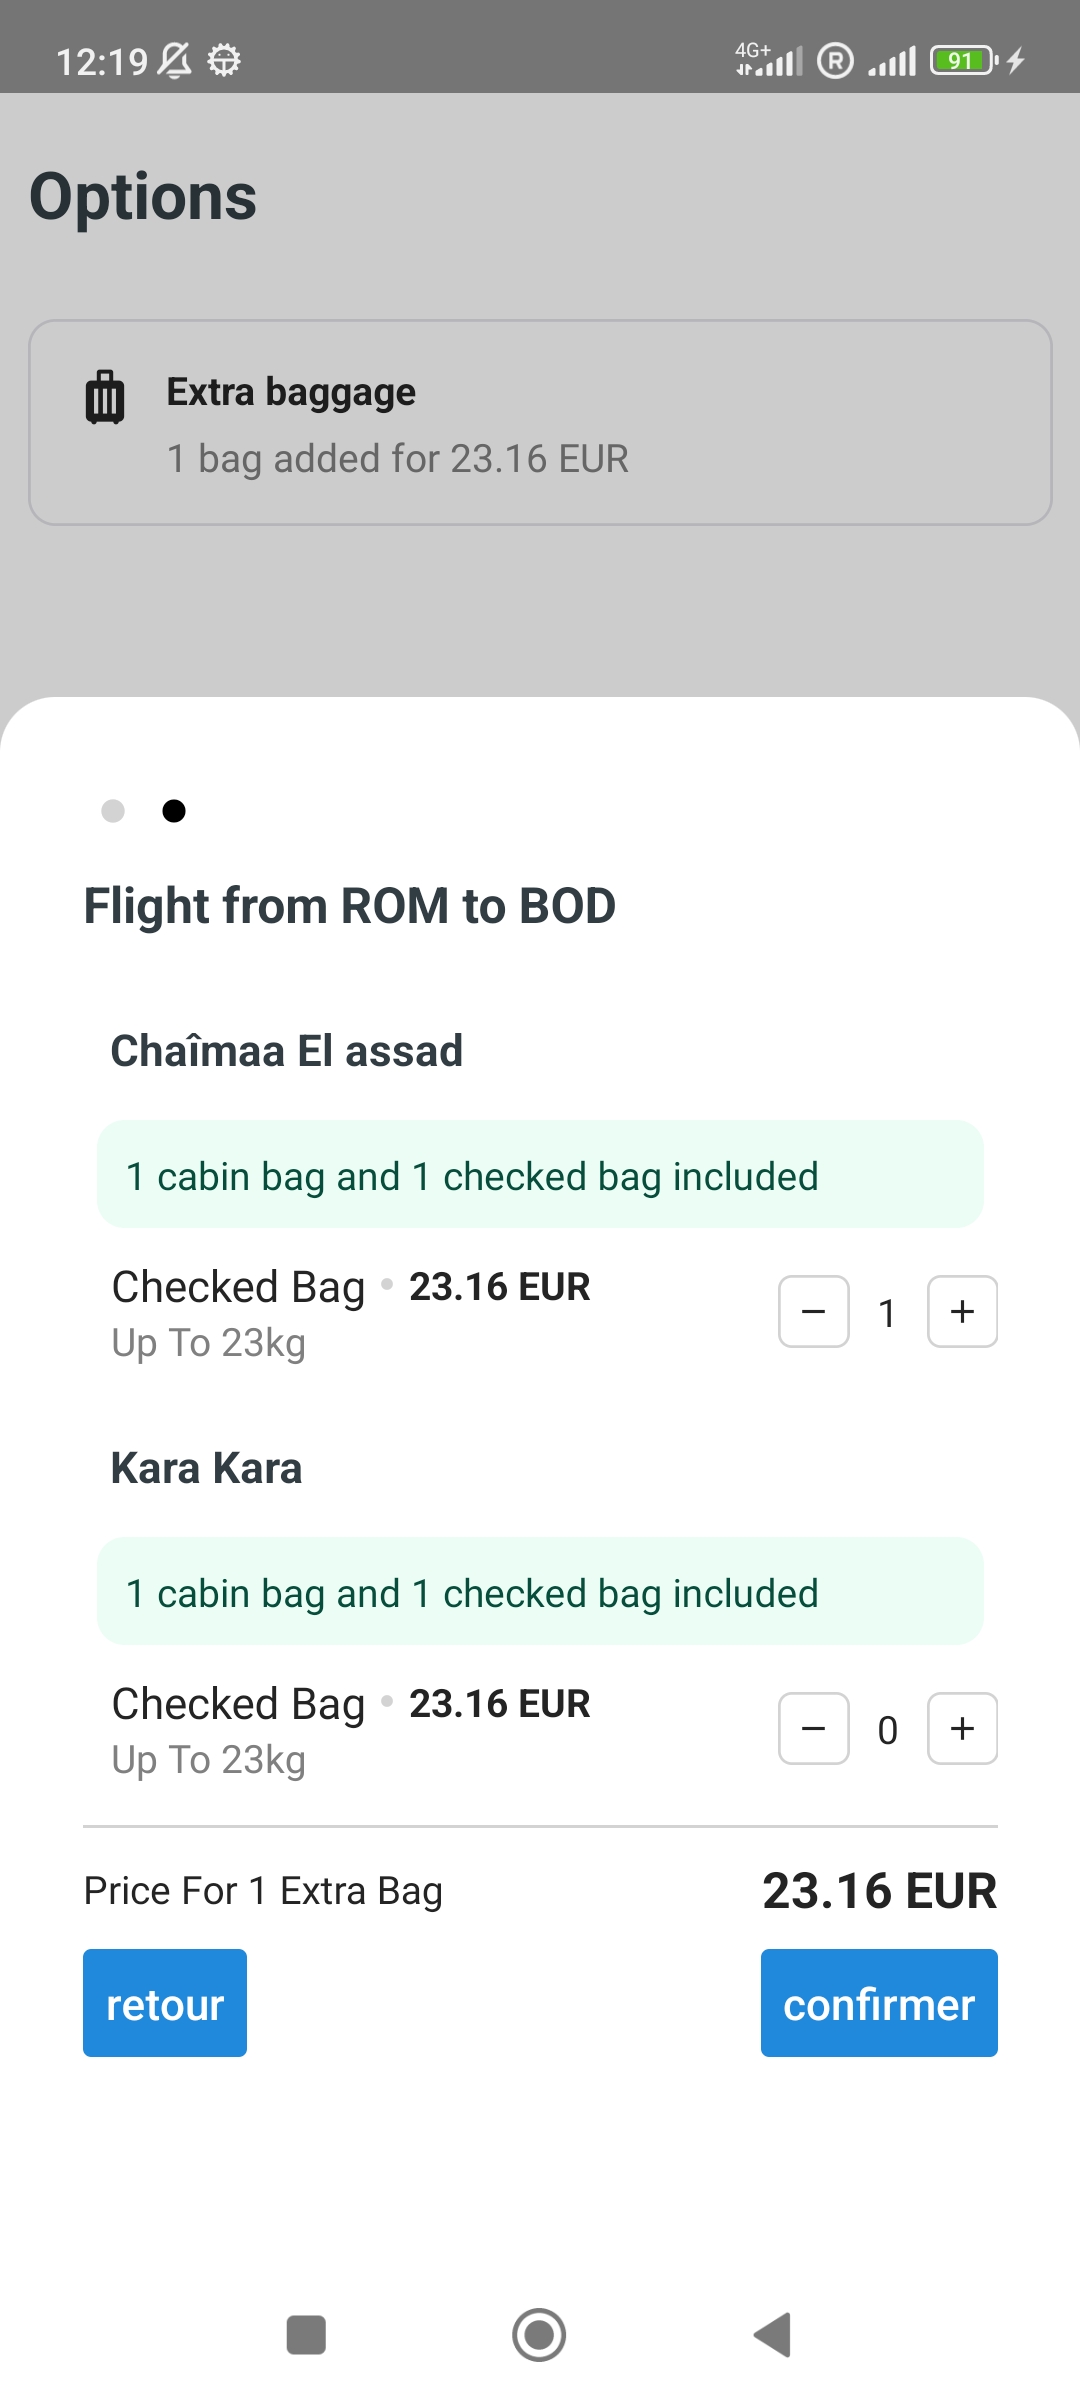 12:19 4G+ R 91
Options
Extra baggage
1 bag added for 23.16 EUR
Flight from ROM to BOD
Chaîmaa El assad
1 cabin bag and 1 checked bag included
Checked Bag • 23.16 EUR
Up To 23kg
− 1 +
Kara Kara
1 cabin bag and 1 checked bag included
Checked Bag • 23.16 EUR
Up To 23kg
− 0 +
Price For 1 Extra Bag 23.16 EUR
retour confirmer